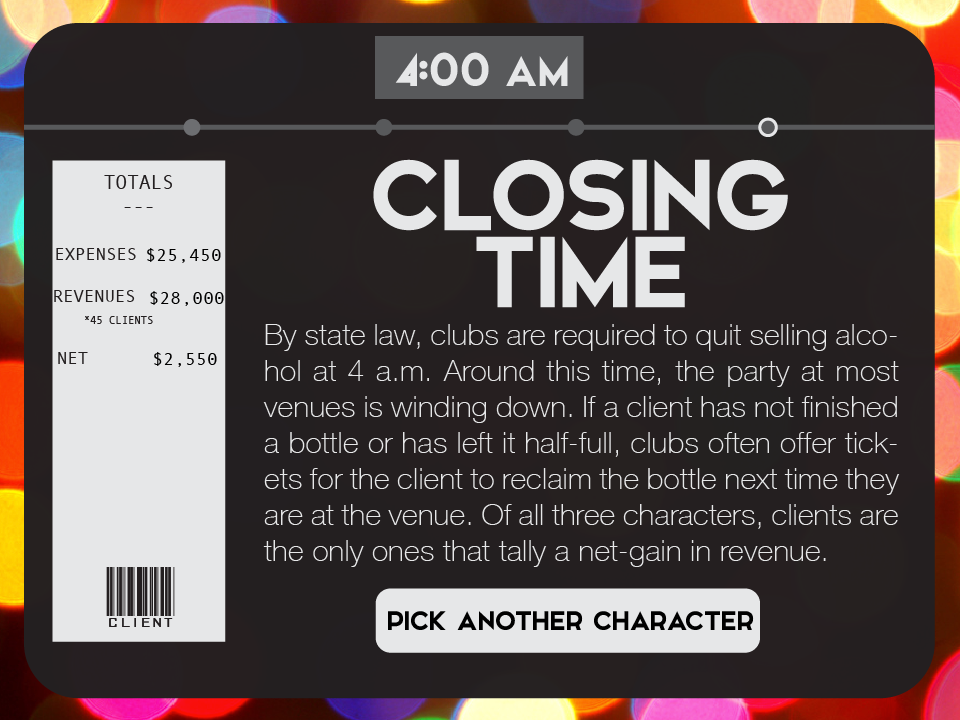 4:00 AM
TOTALS
---
EXPENSES $25,450
REVENUES $28,000
*45 CLIENTS
NET $2,550
CLIENT
CLOSING
TIME
By state law, clubs are required to quit selling alco-
hol at 4 a.m. Around this time, the party at most
venues is winding down. If a client has not finished
a bottle or has left it half-full, clubs often offer tick-
ets for the client to reclaim the bottle next time they
are at the venue. Of all three characters, clients are
the only ones that tally a net-gain in revenue.
PICK ANOTHER CHARACTER